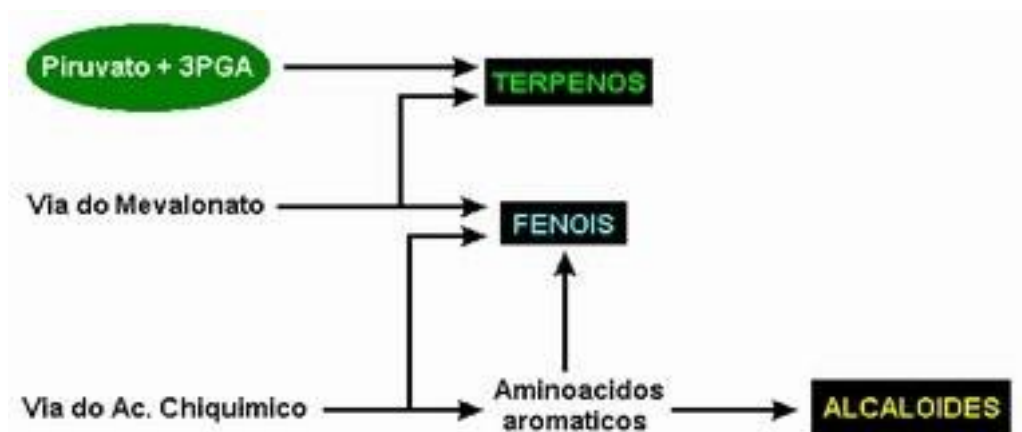 Piruvato + 3PGA
TERPENOS
Via do Mevalonato
FENOIS
Via do Ac. Chiquimico
Aminoacidos
aromaticos
ALCALOIDES